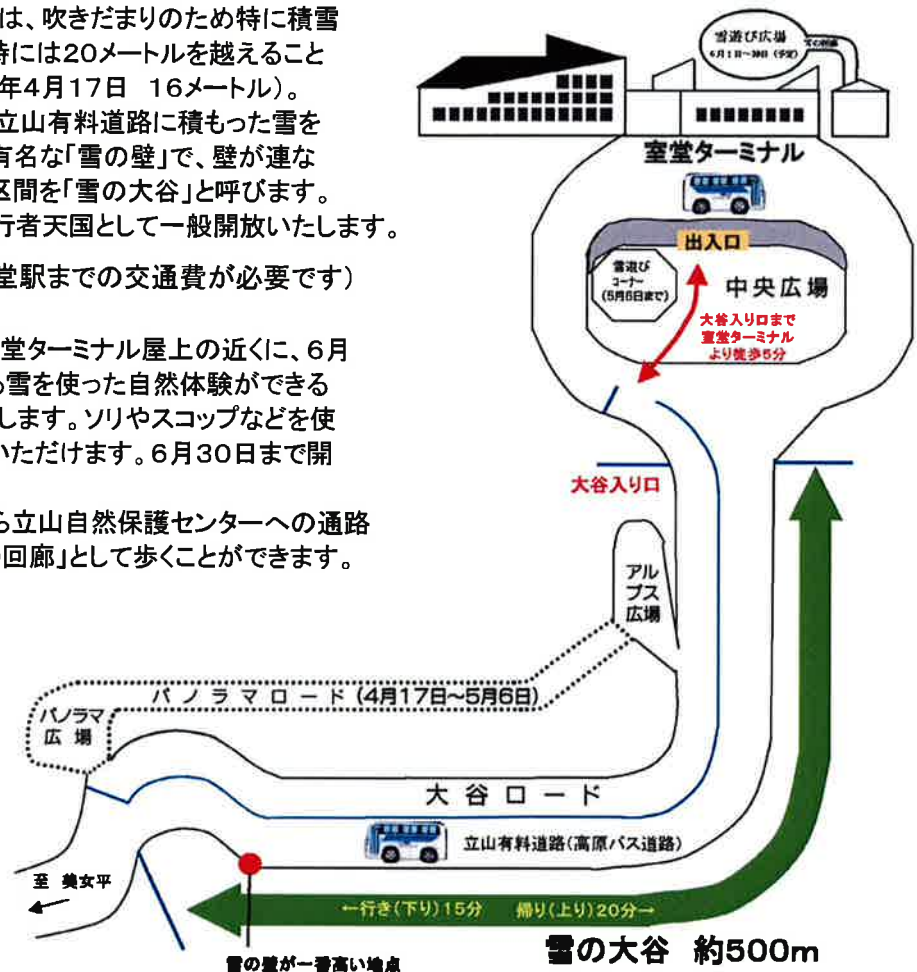 は、吹きだまりのため特に積雪
時には20メートルを越えること
年4月17日 16メートル)。
立山有料道路に積もった雪を
有名な「雪の壁」で、壁が連な
区間を「雪の大谷」と呼びます。
行者天国として一般開放いたします。
堂駅までの交通費が必要です)
堂ターミナル屋上の近くに、6月
る雪を使った自然体験ができる
します。ソリやスコップなどを使
いただけます。6月30日まで開
ら立山自然保護センターへの通路
回廊」として歩くことができます。
雪遊び広場
6月1日~30日(予定)
雪の回廊
室堂ターミナル
出入口
雪遊び
コーナー
(5月6日まで)
中央広場
大谷入り口まで
室堂ターミナル
より徒歩5分
大谷入り口
アル
プス
広場
パノラマロード(4月17日~5月6日)
パノラマ
広場
大谷ロード
立山有料道路(高原バス道路)
至 美女平
←
←行き(下り)15分 帰り(上り)20分→
雪の大谷 約500m
雪の壁が一番高い地点